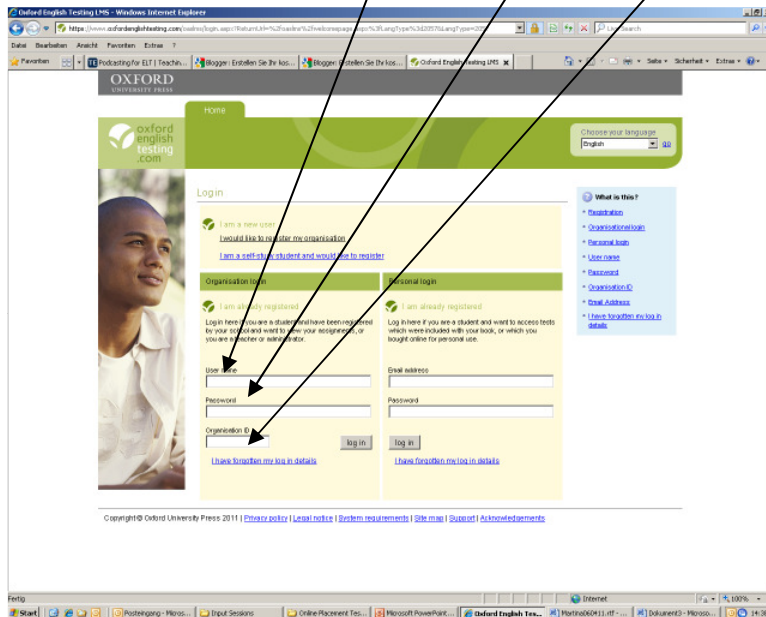 Oxford English Testing LMS - Windows Internet Explorer
Live Search
Datei Bearbeiten Ansicht Favoriten Extras ?
Favoriten
Podcasting for ELT | Teachin...
Blogger: Erstellen Sie Ihr kos...
Blogger: Erstellen Sie Ihr kos...
Oxford English Testing LMS
Seite
Sicherheit
Extras
OXFORD
UNIVERSITY PRESS
Home
oxford
english
testing
.com
Choose your language
English
go
Login
I am a new user
I would like to register my organisation
I am a self-study student and would like to register
Organisation login
I am already registered
Log in here if you are a student and have been registered
by your school and want to view your assignments, or
you are a teacher or administrator.
User name
Password
Organisation ID
log in
I have forgotten my log in details
Personal login
I am already registered
Log in here if you are a student and want to access tests
which were included with your book, or which you
bought online for personal use.
Email address
Password
log in
I have forgotten my log in details
What is this?
Registration
Organisational login
Personal login
User name
Password
Organisation ID
Email Address
I have forgotten my log in
details
Copyright © Oxford University Press 2011 | Privacy policy | Legal notice | System requirements | Site map | Support | Acknowledgements
Fertig
Internet
100%
Start
Posteingang - Micros...
Input Sessions
Online Placement Tes...
Microsoft PowerPoint...
Oxford English Tes...
Martina060411.rtf - ...
Dokument3 - Microso...